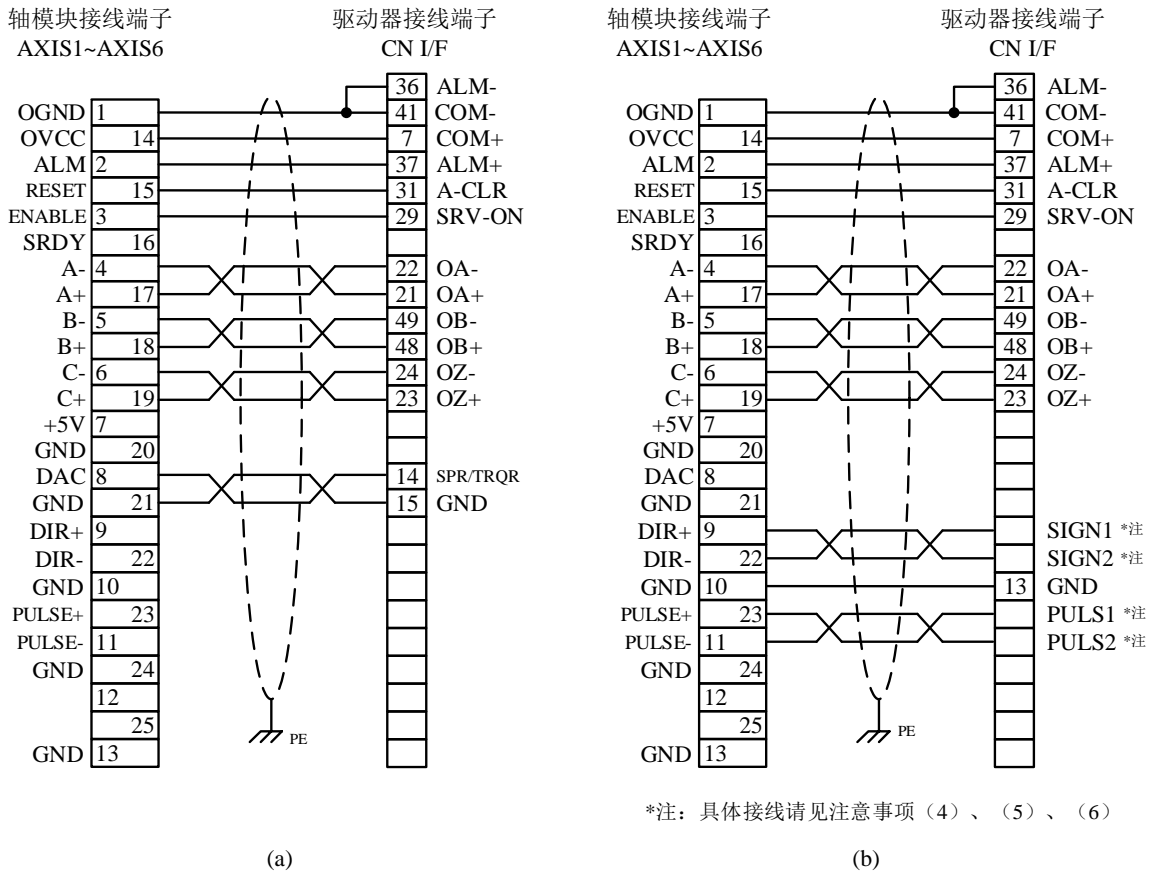 轴模块接线端子
AXIS1~AXIS6
驱动器接线端子
CN I/F
36 ALM-
OGND 1 41 COM-
OVCC 14 7 COM+
ALM 2 37 ALM+
RESET 15 31 A-CLR
ENABLE 3 29 SRV-ON
SRDY 16
A- 4 22 OA-
A+ 17 21 OA+
B- 5 49 OB-
B+ 18 48 OB+
C- 6 24 OZ-
C+ 19 23 OZ+
+5V 7
GND 20
DAC 8 14 SPR/TRQR
GND 21 15 GND
DIR+ 9
DIR- 22
GND 10
PULSE+ 23
PULSE- 11
GND 24
12
25
GND 13
PE
(a)
轴模块接线端子
AXIS1~AXIS6
驱动器接线端子
CN I/F
36 ALM-
OGND 1 41 COM-
OVCC 14 7 COM+
ALM 2 37 ALM+
RESET 15 31 A-CLR
ENABLE 3 29 SRV-ON
SRDY 16
A- 4 22 OA-
A+ 17 21 OA+
B- 5 49 OB-
B+ 18 48 OB+
C- 6 24 OZ-
C+ 19 23 OZ+
+5V 7
GND 20
DAC 8
GND 21
DIR+ 9 SIGN1 *注
DIR- 22 SIGN2 *注
GND 10 13 GND
PULSE+ 23 PULS1 *注
PULSE- 11 PULS2 *注
GND 24
12
25
GND 13
PE
*注：具体接线请见注意事项（4）、（5）、（6）
(b)